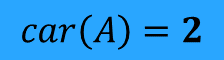 car(A) = 2